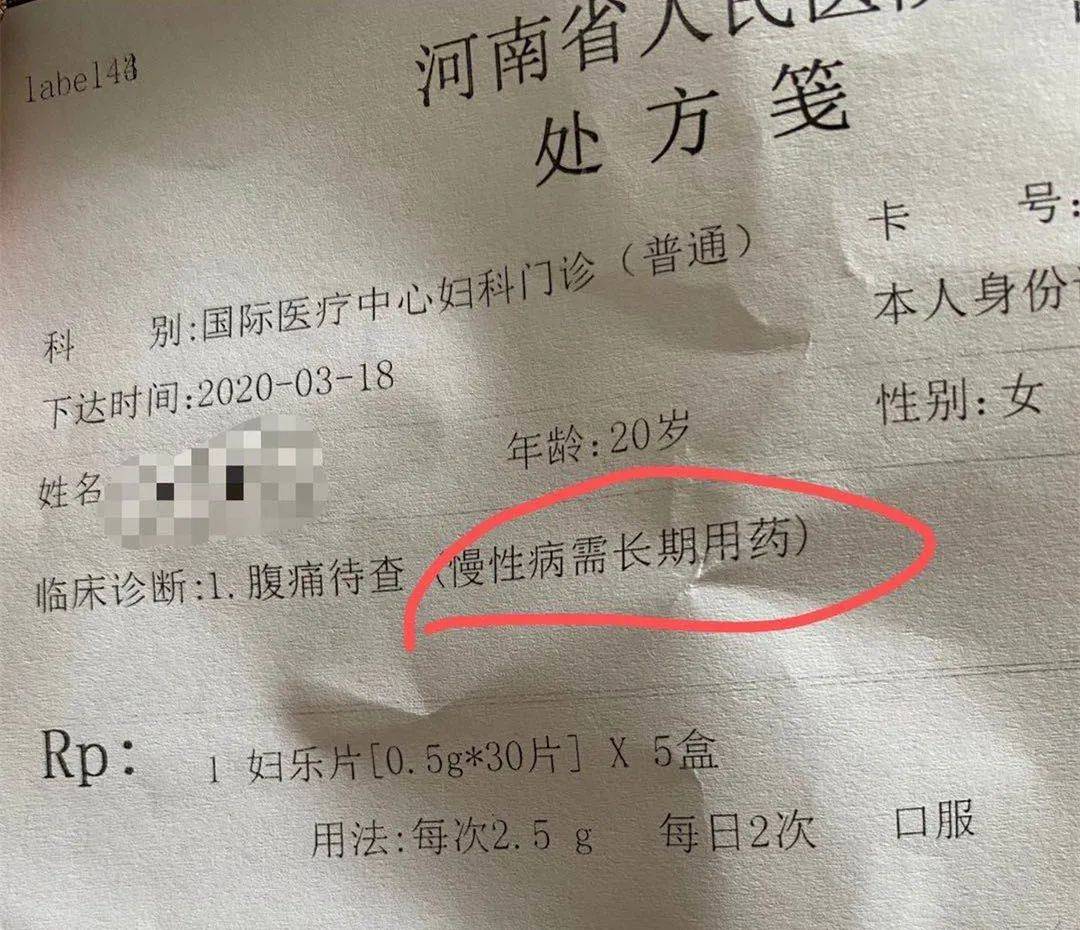 label43
河南省人民医院
处方笺
卡 号:
科 别:国际医疗中心妇科门诊（普通）
本人身份
下达时间:2020-03-18
性别:女
姓名
年龄:20岁
临床诊断:1.腹痛待查（慢性病需长期用药)
Rp:
1 妇乐片[0.5g*30片] X 5盒
用法:每次2.5 g 每日2次 口服